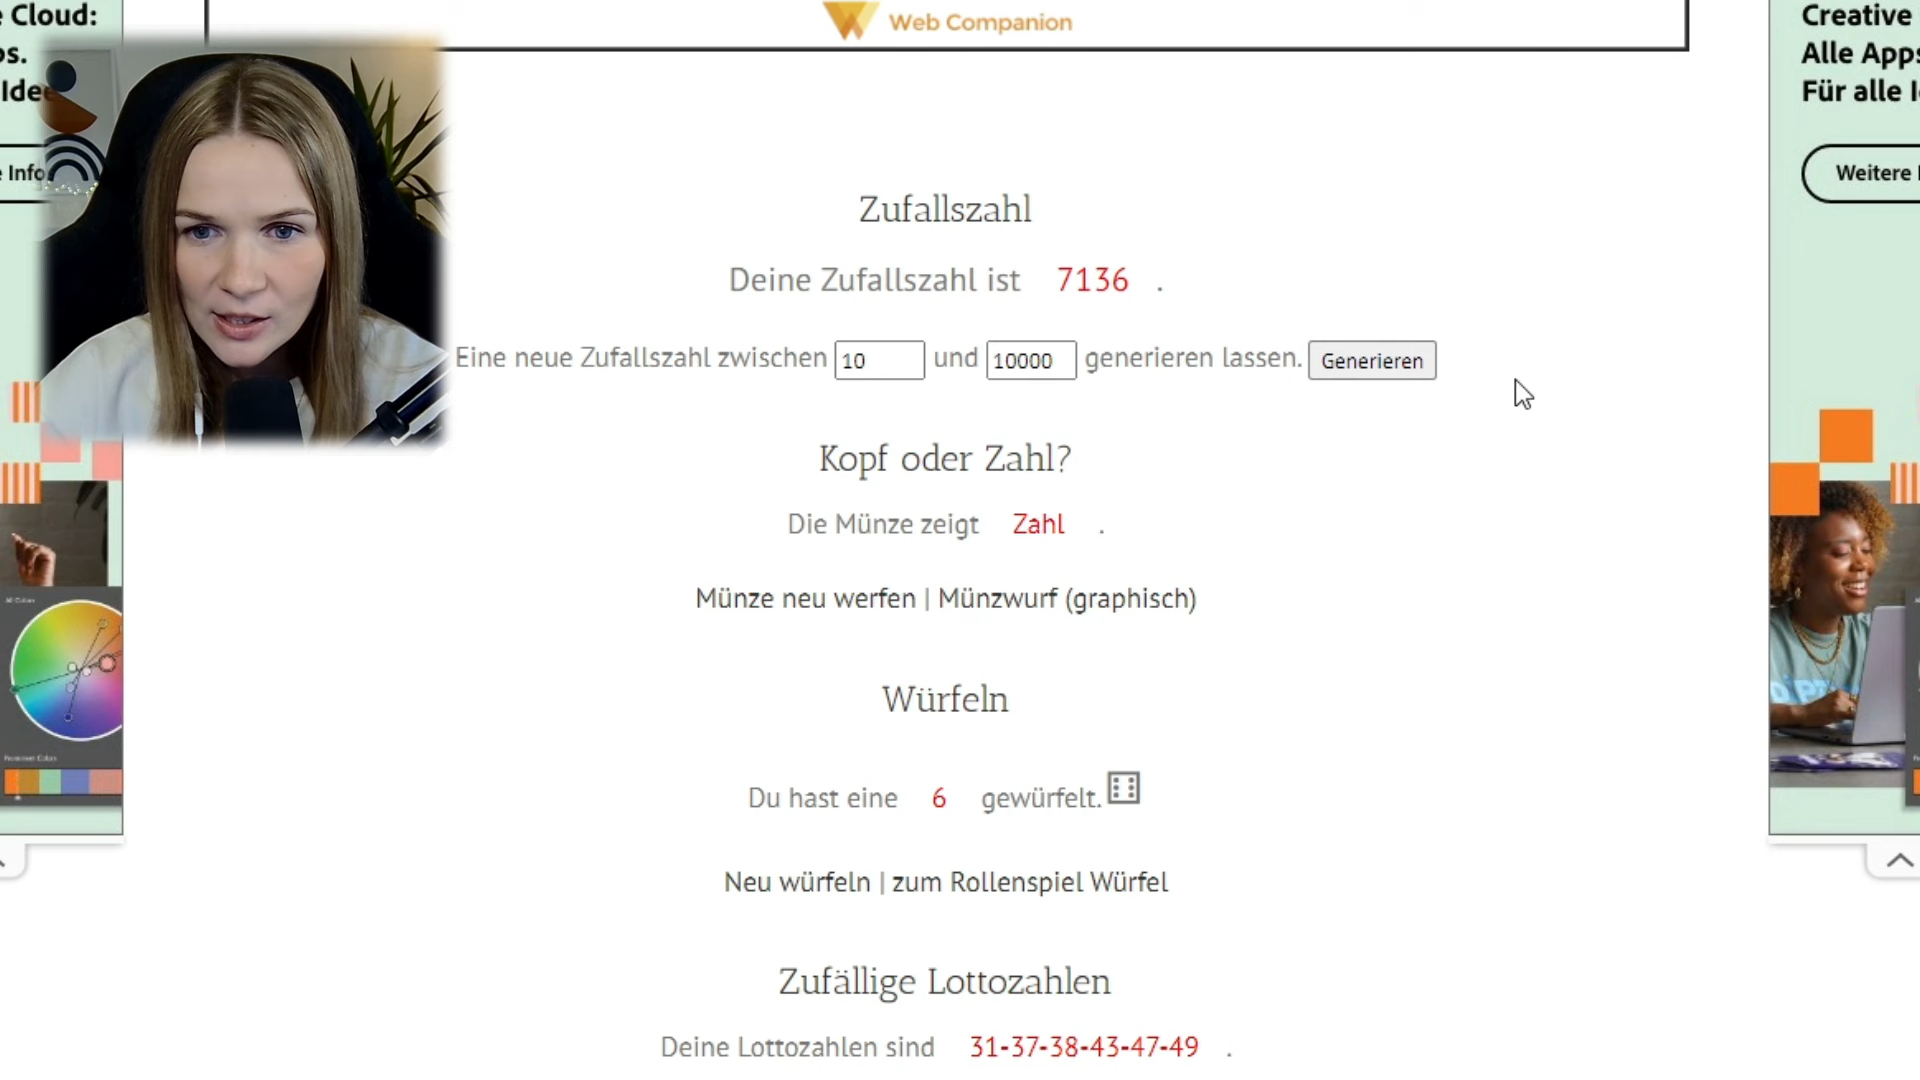 Cloud:
Ide
Info
Web Companion
Creative
Alle Apps
Für alle I
Weitere
Zufallszahl
Deine Zufallszahl ist 7136 .
Eine neue Zufallszahl zwischen 10 und 10000 generieren lassen. Generieren
Kopf oder Zahl?
Die Münze zeigt Zahl .
Münze neu werfen | Münzwurf (graphisch)
Würfeln
Du hast eine 6 gewürfelt.
Neu würfeln | zum Rollenspiel Würfel
Zufällige Lottozahlen
Deine Lottozahlen sind 31-37-38-43-47-49 .